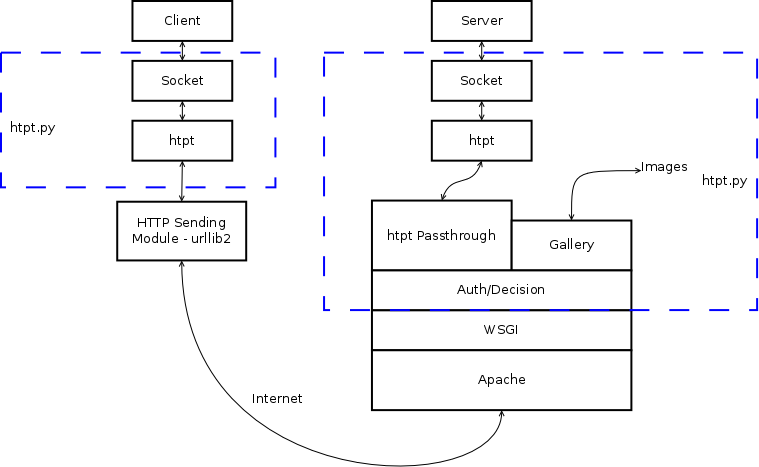 Client
Server
Socket
Socket
htpt.py
htpt
htpt
Images
htpt.py
HTTP Sending
Module - urllib2
htpt Passthrough
Gallery
Auth/Decision
WSGI
Apache
Internet